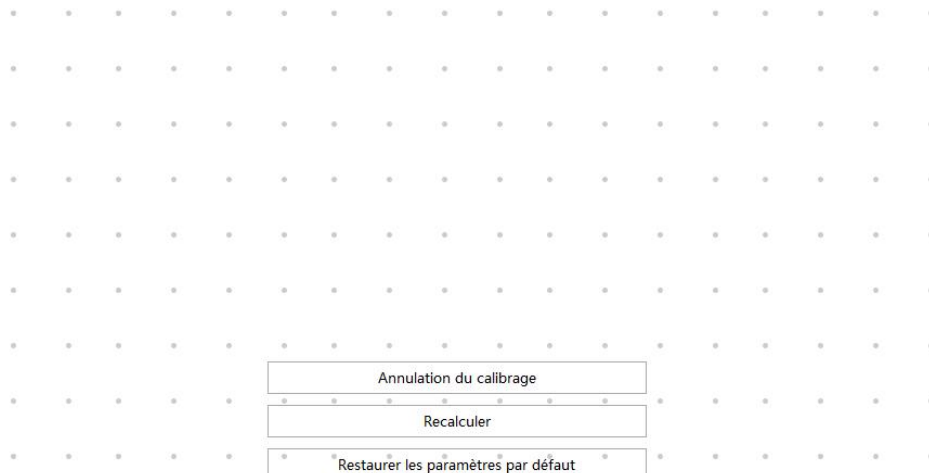 Annulation du calibrage
Recalculer
Restaurer les paramètres par défaut